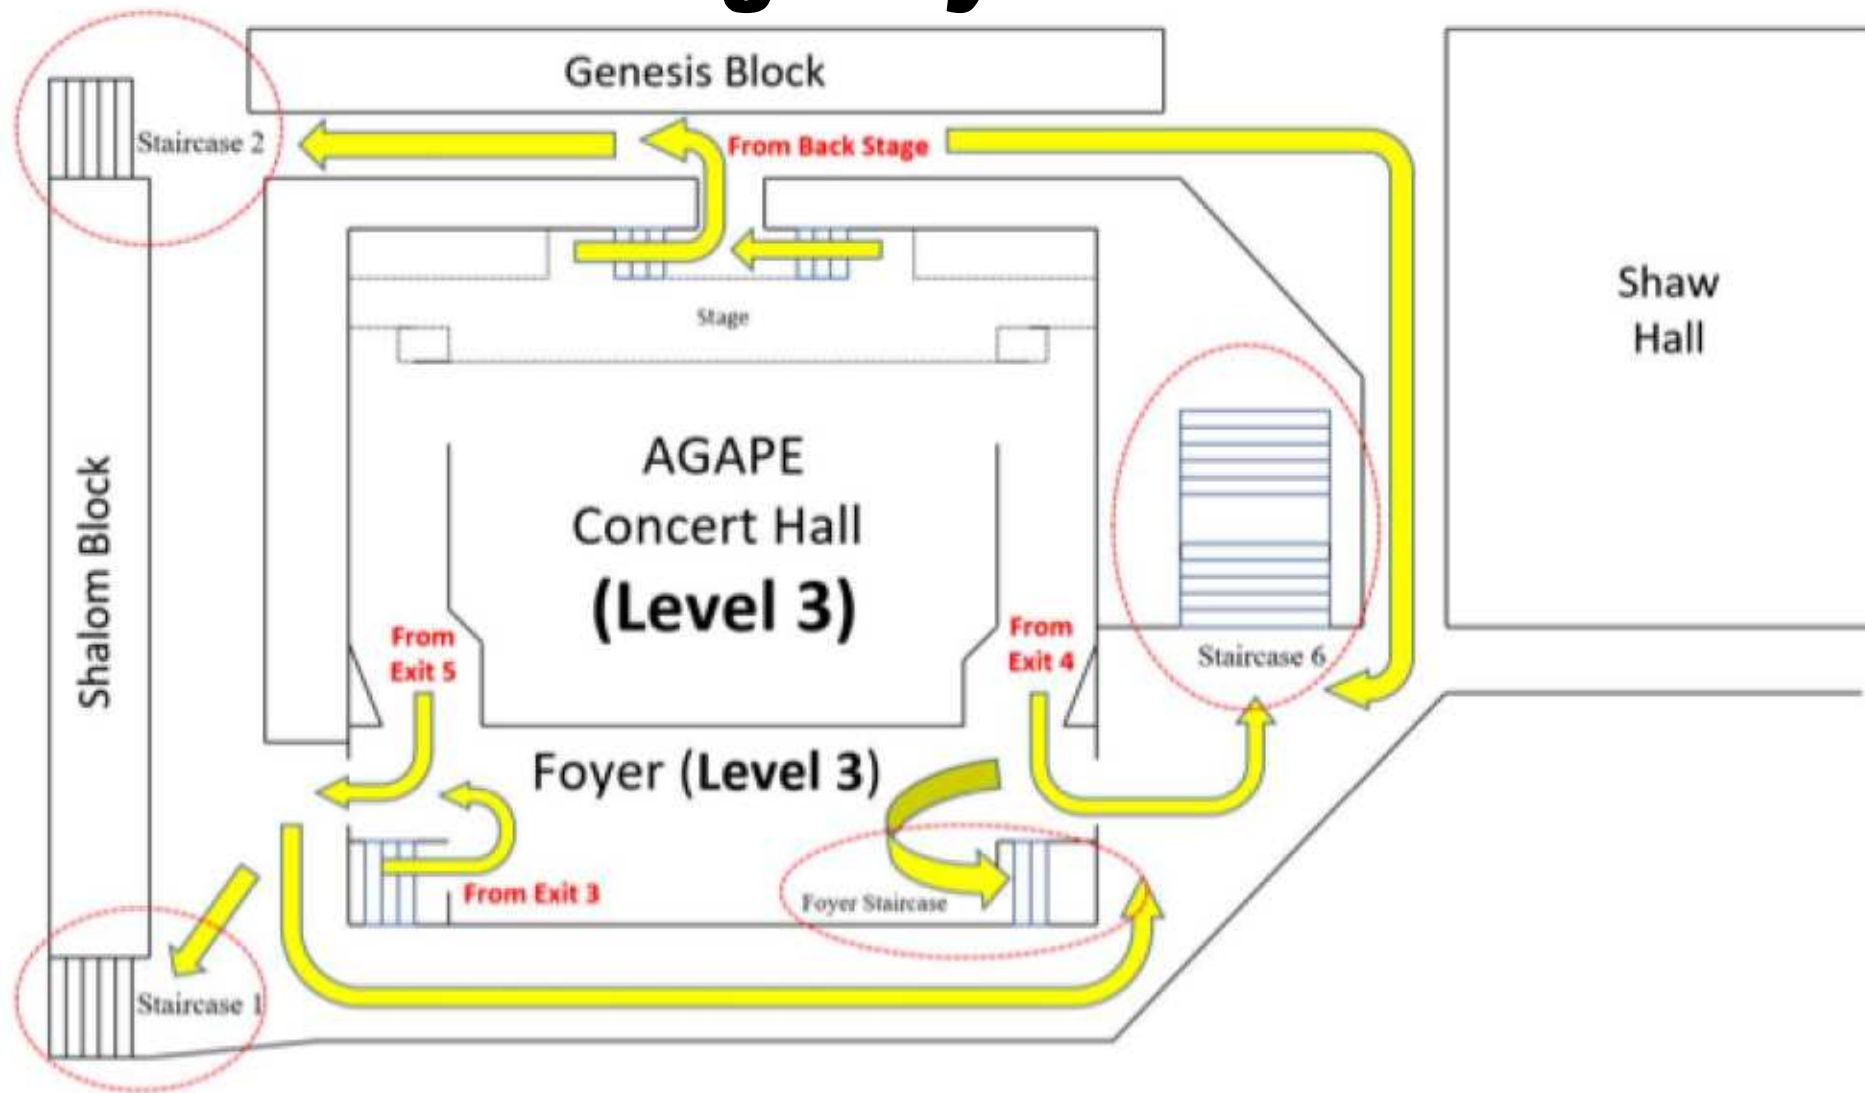 Genesis Block
Staircase 2
From Back Stage
Shaw
Hall
Stage
AGAPE
Concert Hall
(Level 3)
Shalom Block
From
Exit 5
From
Exit 4
Staircase 6
Foyer (Level 3)
From Exit 3
Foyer Staircase
Staircase 1